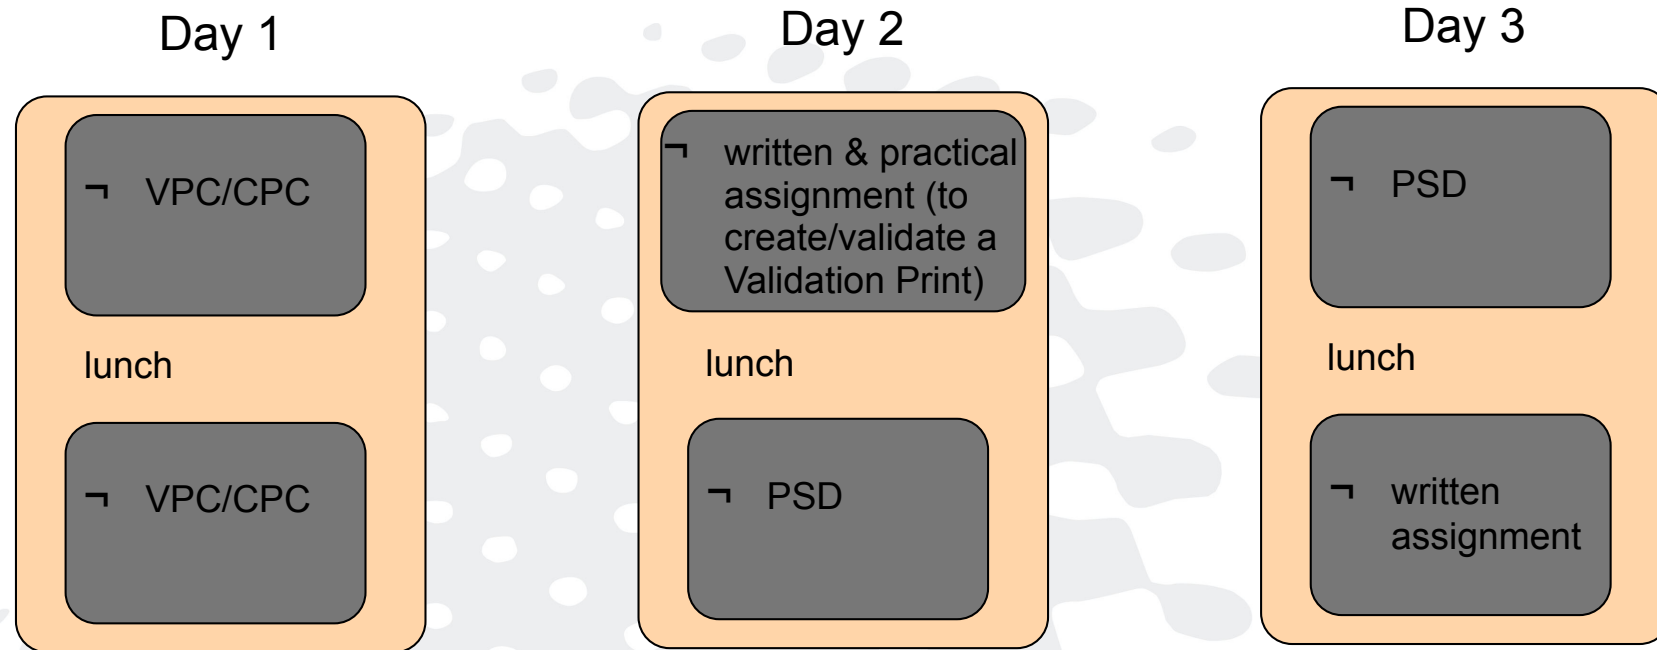 Day 1
¬ VPC/CPC
lunch
¬ VPC/CPC
Day 2
¬ written & practical
assignment (to
create/validate a
Validation Print)
lunch
¬ PSD
Day 3
¬ PSD
lunch
¬ written
assignment